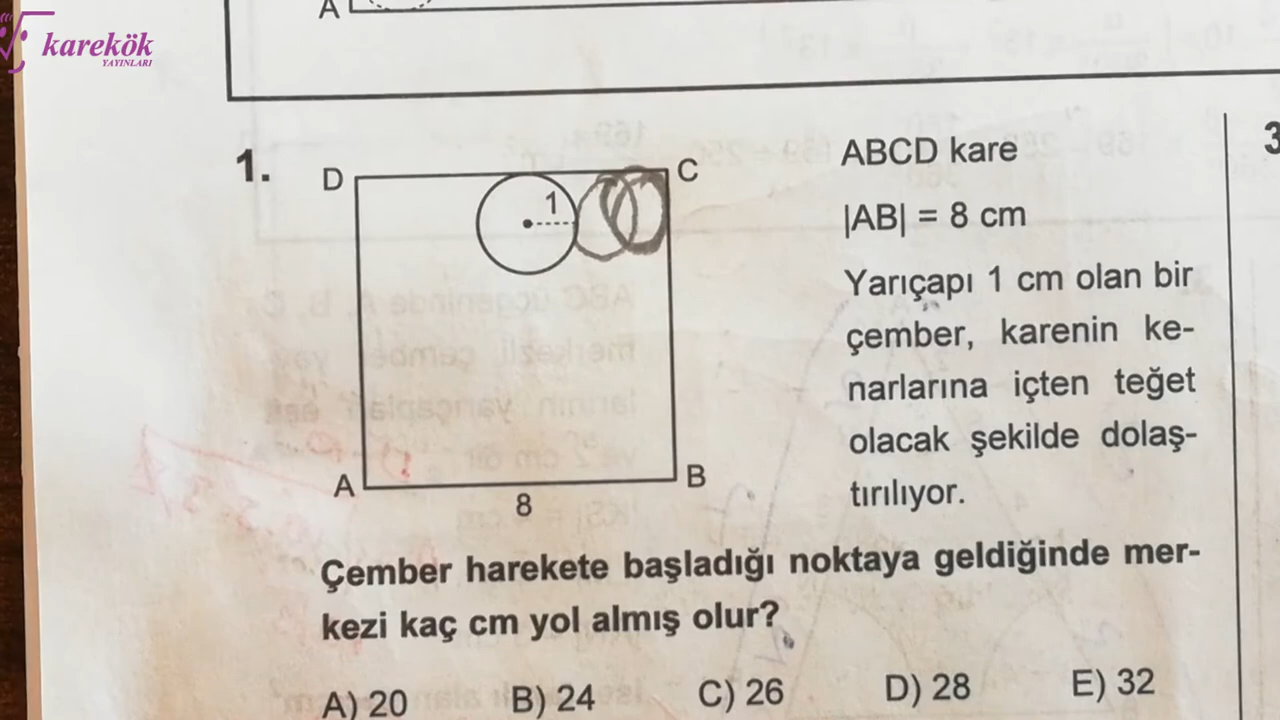 karekök
YAYINLARI
A
1.
D
C
1
A
B
8
ABCD kare
|AB| = 8 cm
Yarıçapı 1 cm olan bir
çember, karenin ke-
narlarına içten teğet
olacak şekilde dolaş-
tırılıyor.
3
Çember harekete başladığı noktaya geldiğinde mer-
kezi kaç cm yol almış olur?
A) 20 B) 24 C) 26 D) 28 E) 32